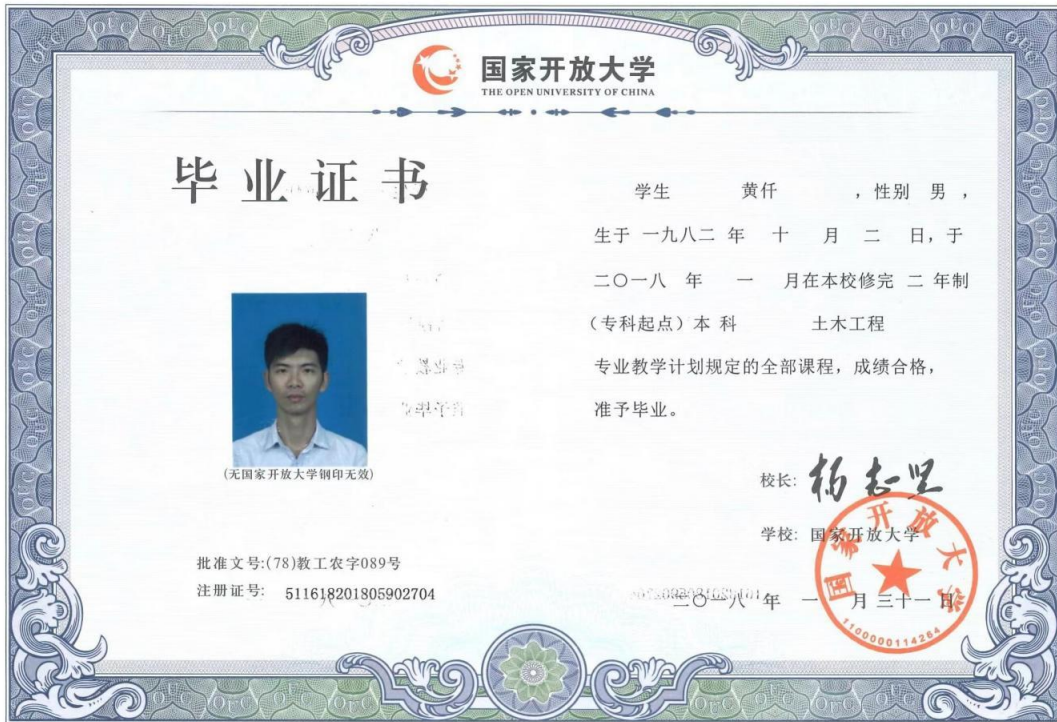 国家开放大学
THE OPEN UNIVERSITY OF CHINA
毕业证书
(无国家开放大学钢印无效)
批准文号:(78)教工农字089号
注册证号: 511618201805902704
学生 黄仟 ,性别 男 ,
生于 一九八二 年 十 月 二 日,于
二〇一八 年 一 月在本校修完 二 年制
(专科起点)本 科 土木工程
专业教学计划规定的全部课程,成绩合格,
准予毕业。
校长: 杨志坚
学校: 国家开放大学
二〇一八 年 一 月 三十一 日
国家开放大学
1100000114264